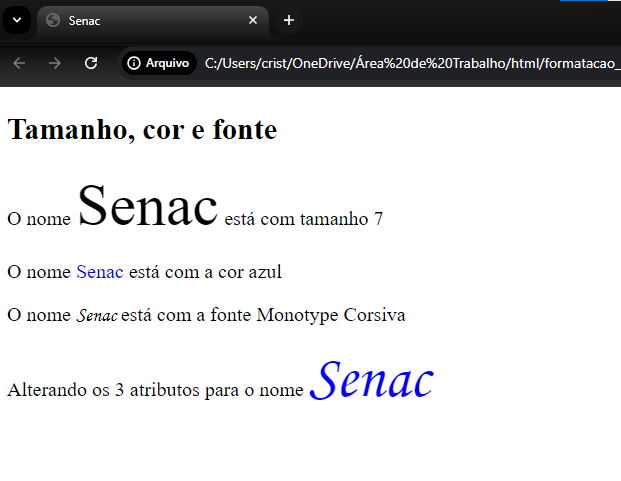 Senac
Arquivo C:/Users/crist/OneDrive/Área%20de%20Trabalho/html/formatacao_
Tamanho, cor e fonte
O nome Senac está com tamanho 7
O nome Senac está com a cor azul
O nome Senac está com a fonte Monotype Corsiva
Alterando os 3 atributos para o nome Senac